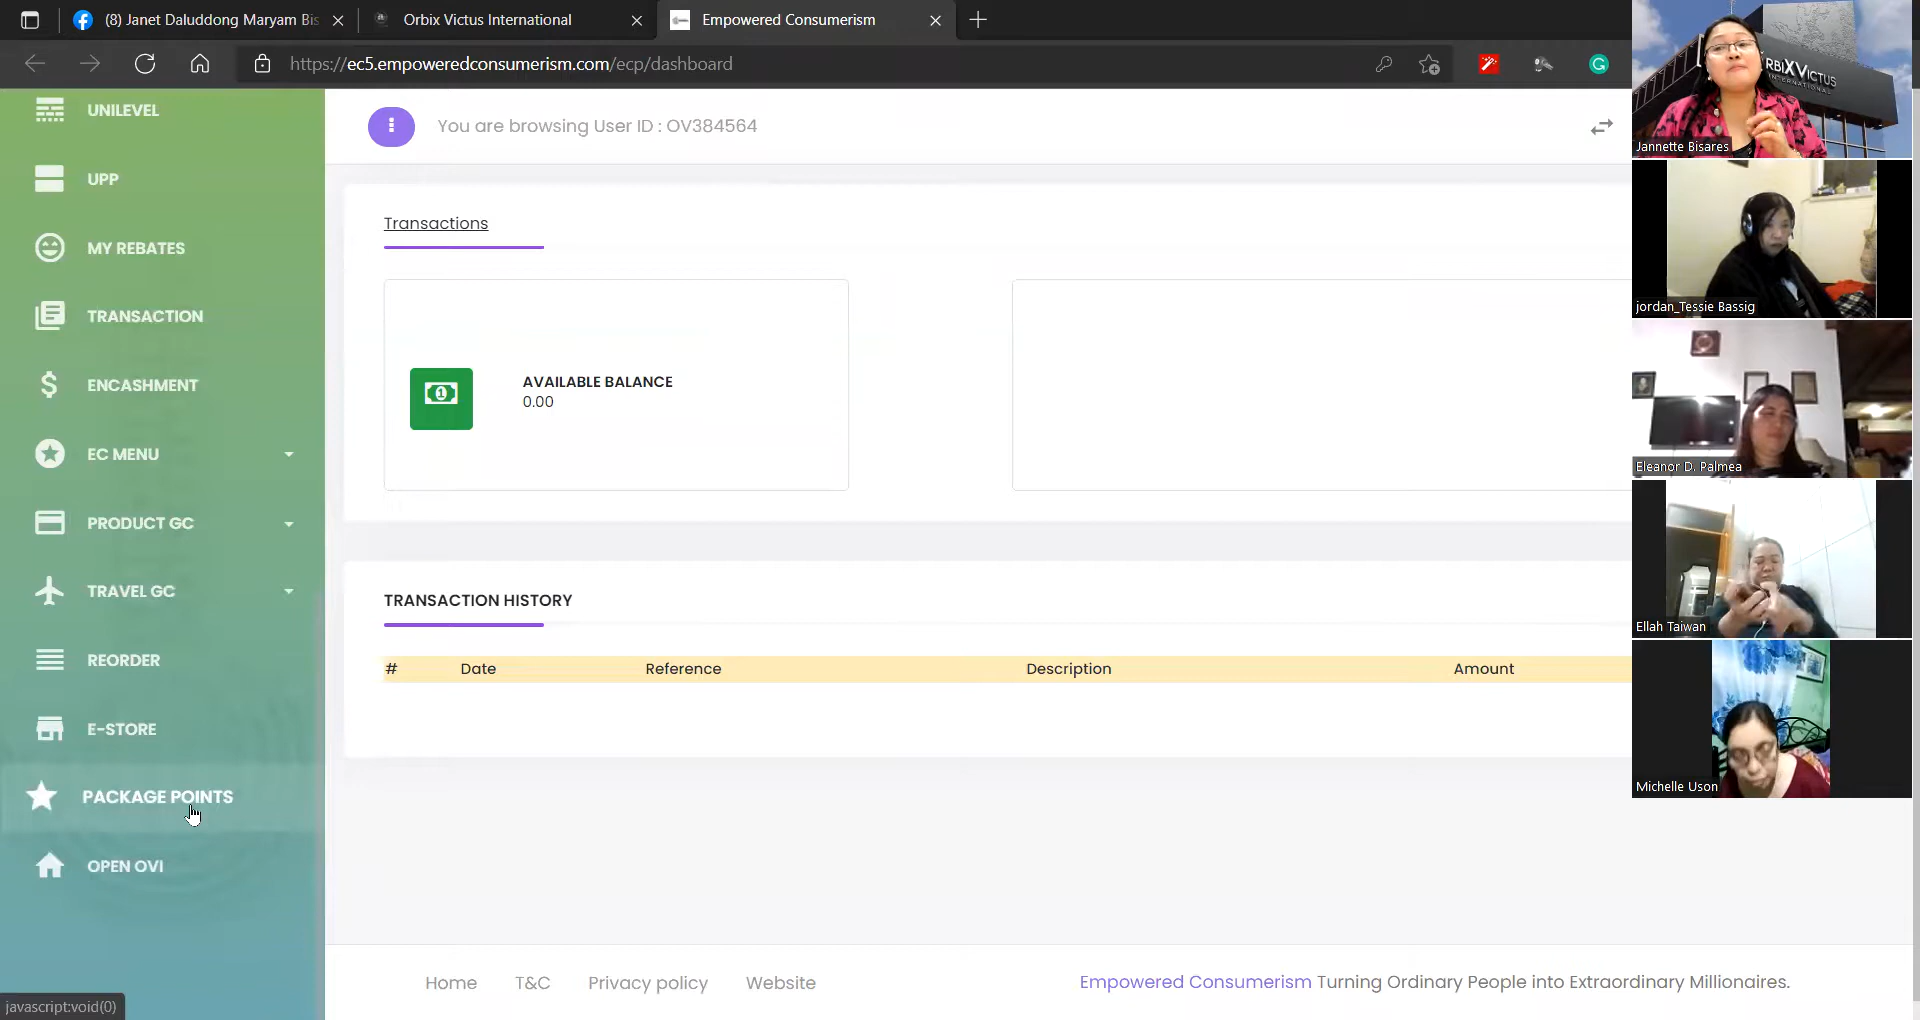 (8) Janet Daluddong Maryam Bis
Orbix Victus International
Empowered Consumerism
https://ec5.empoweredconsumerism.com/ecp/dashboard
UNILEVEL
UPP
MY REBATES
TRANSACTION
ENCASHMENT
EC MENU
PRODUCT GC
TRAVEL GC
REORDER
E-STORE
PACKAGE POINTS
OPEN OVI
javascript:void(0)
You are browsing User ID : OV384564
Transactions
AVAILABLE BALANCE
0.00
TRANSACTION HISTORY
# Date Reference Description Amount
Home T&C Privacy policy Website
Empowered Consumerism Turning Ordinary People into Extraordinary Millionaires.
RBIXVICTUS
INTERNATIONAL
Jannette Bisares
jordan_Tessie Bassig
Eleanor D. Palmea
Ellah Taiwan
Michelle Uson